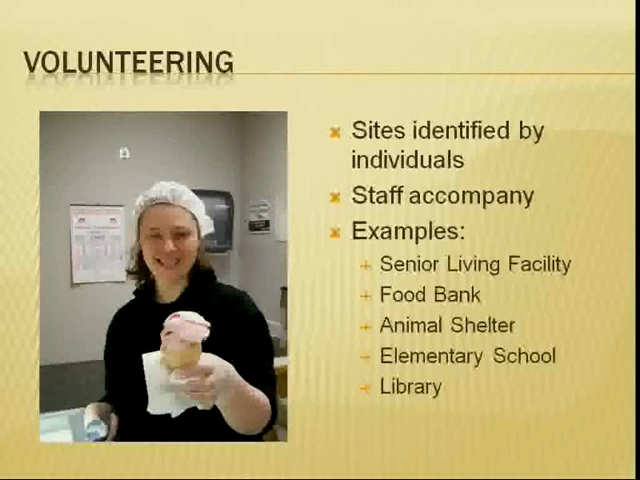 VOLUNTEERING
Sites identified by
individuals
Staff accompany
Examples:
Senior Living Facility
Food Bank
Animal Shelter
Elementary School
Library